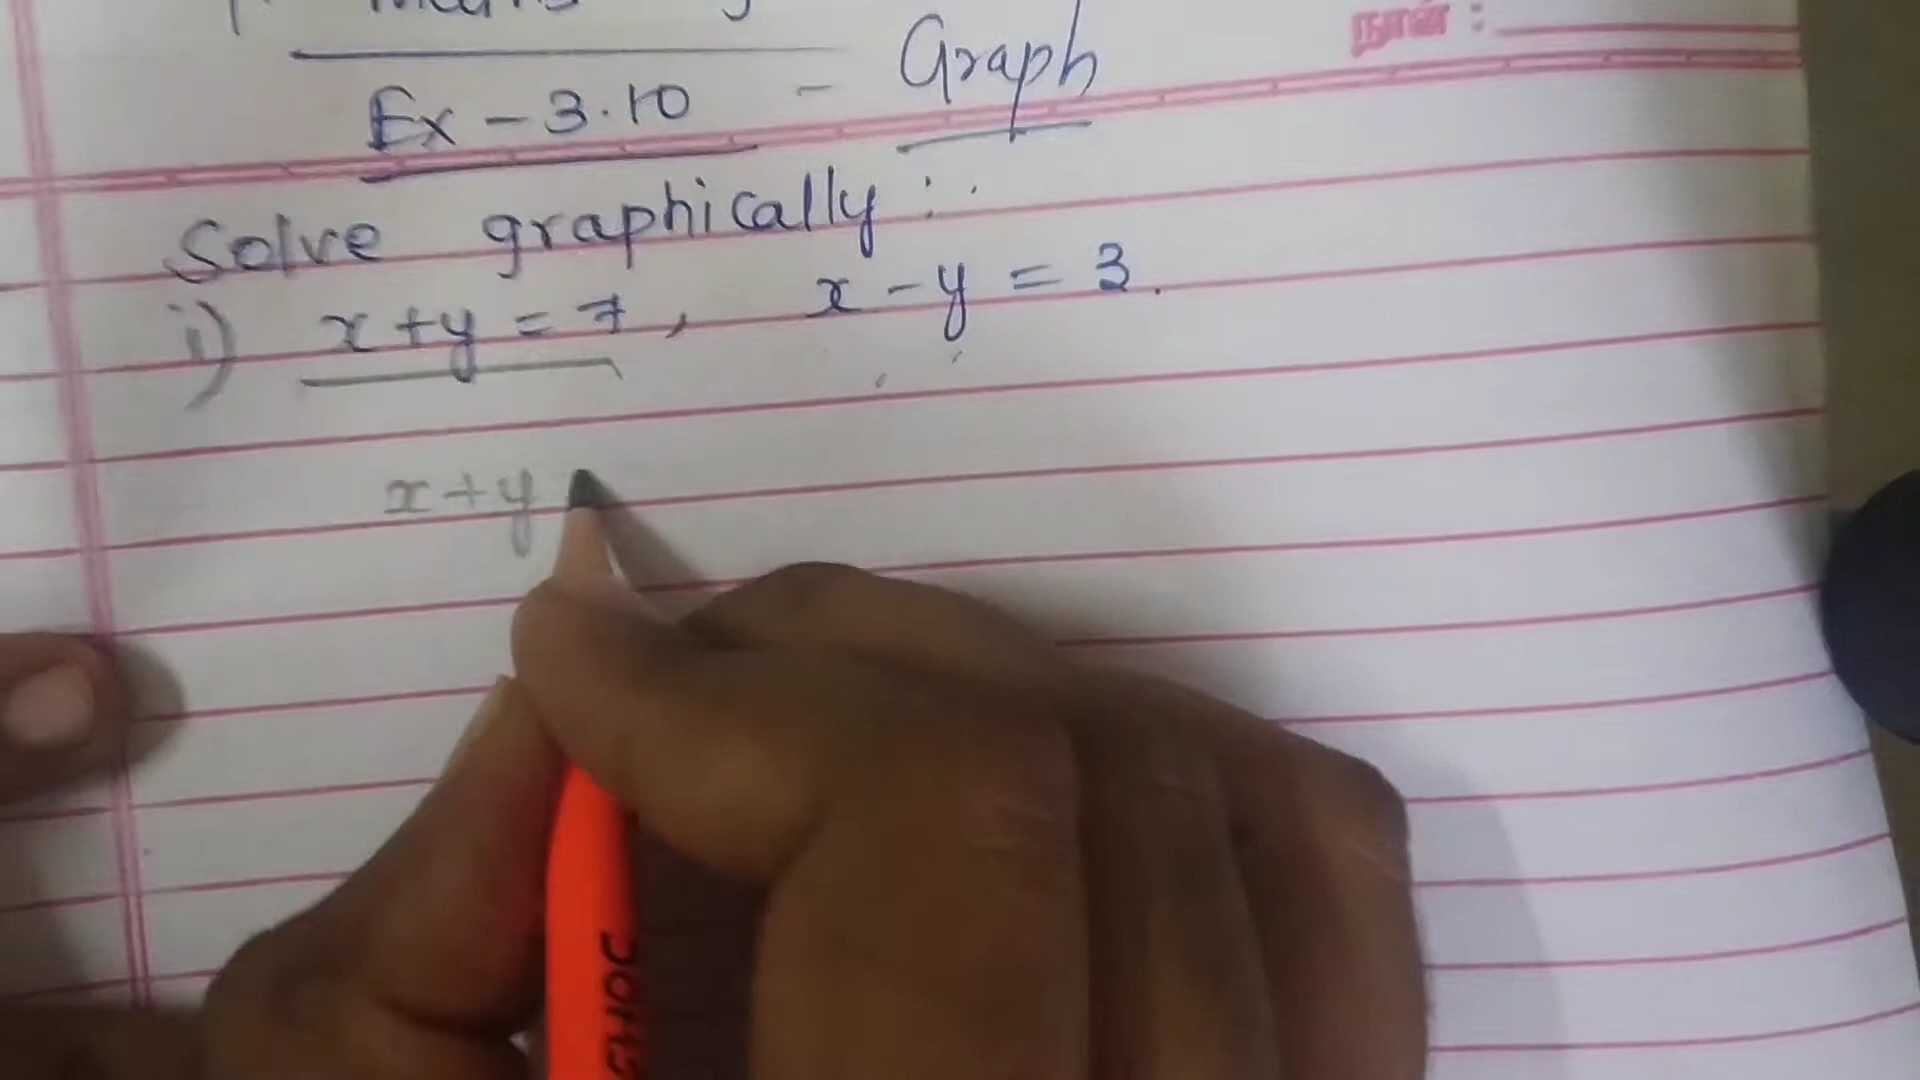 நாள் :
Ex - 3.10 - Graph
Solve graphically :
i) x + y = 7, x - y = 3.
x + y